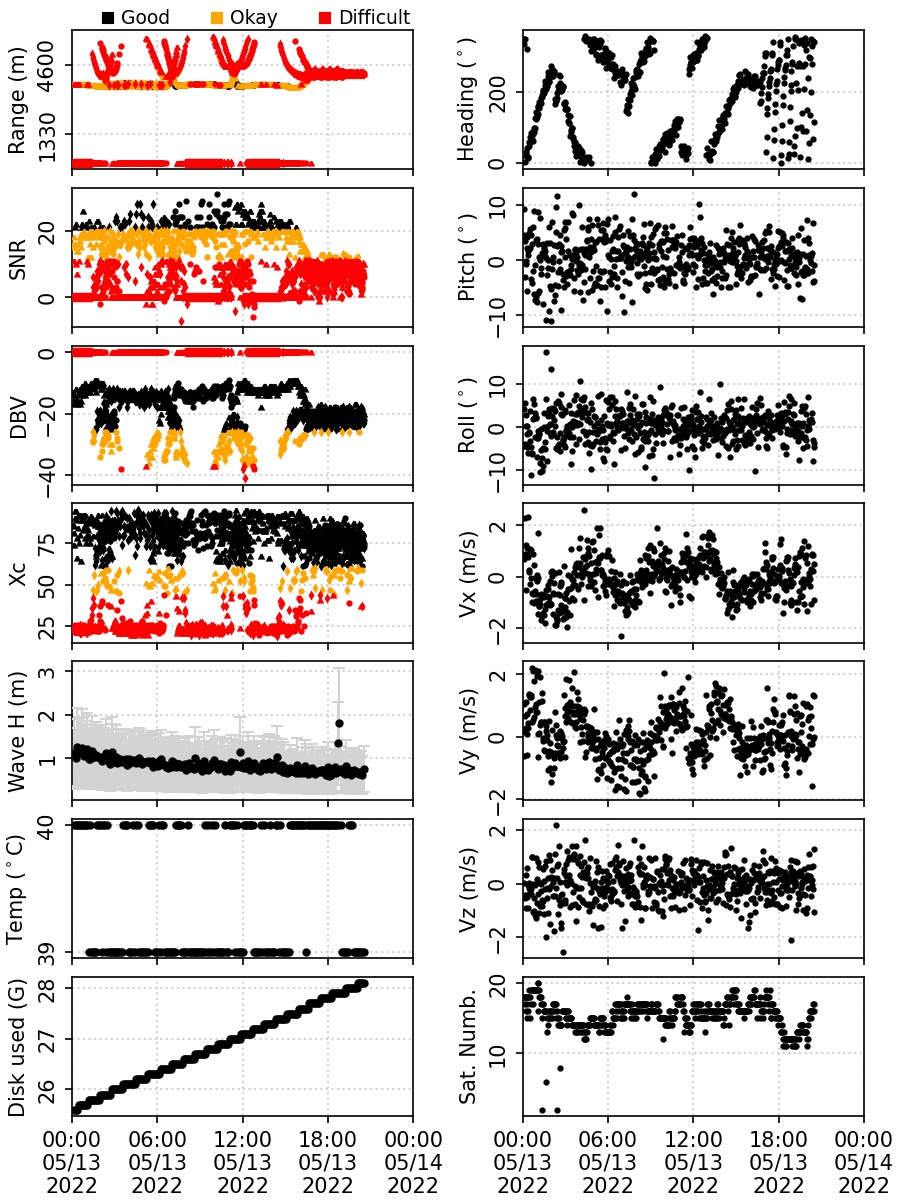 Good Okay Difficult
Range (m)
4600
1330
Heading (°)
200
0
SNR
20
0
Pitch (°)
10
0
−10
DBV
0
−20
−40
Roll (°)
10
0
−10
Xc
75
50
25
Vx (m/s)
2
0
−2
Wave H (m)
3
2
1
Vy (m/s)
2
0
−2
Temp (°C)
40
39
Vz (m/s)
2
0
−2
Disk used (G)
28
27
26
Sat. Numb.
20
10
00:00 06:00 12:00 18:00 00:00
05/13 05/13 05/13 05/13 05/14
2022 2022 2022 2022 2022
00:00 06:00 12:00 18:00 00:00
05/13 05/13 05/13 05/13 05/14
2022 2022 2022 2022 2022